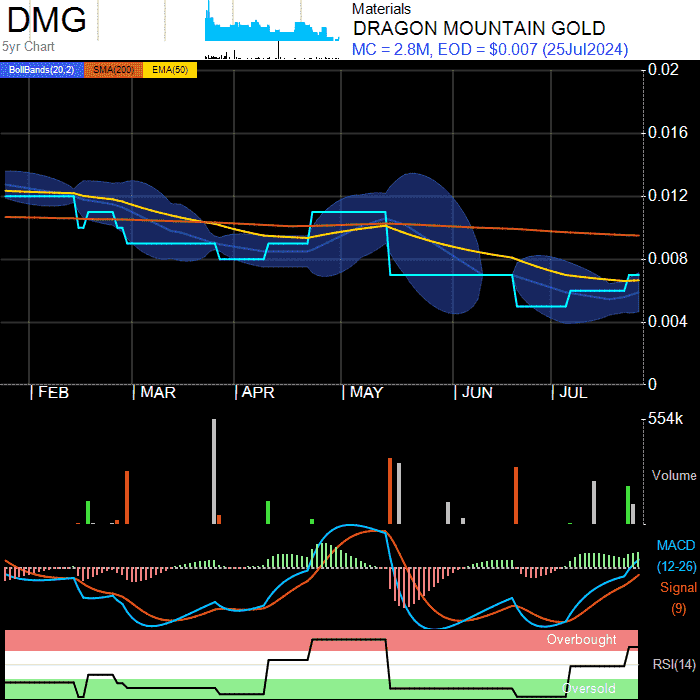 DMG
5yr Chart
Materials
DRAGON MOUNTAIN GOLD
MC = 2.8M, EOD = $0.007 (25Jul2024)
BollBands(20,2) SMA(200) EMA(50)
0.02
0.016
0.012
0.008
0.004
0
FEB MAR APR MAY JUN JUL
554k
Volume
MACD
(12-26)
Signal
(9)
Overbought
RSI(14)
Oversold